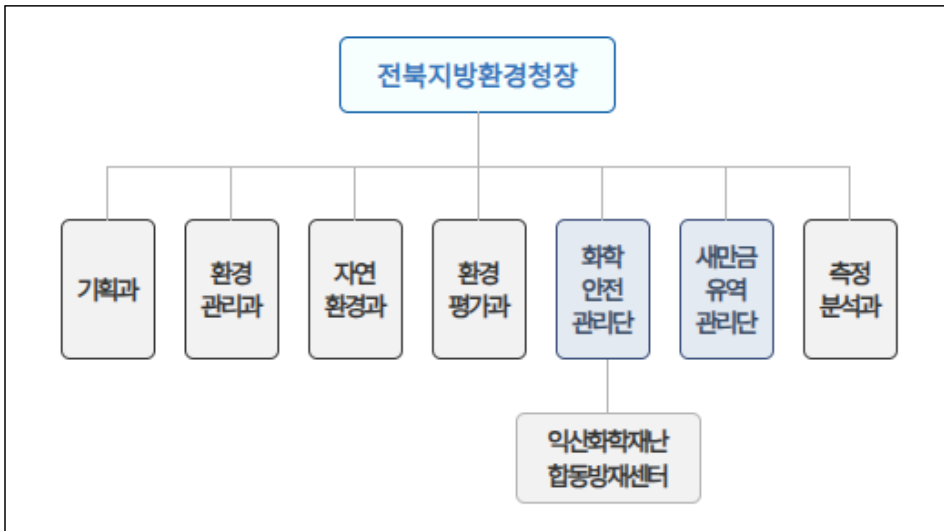 전북지방환경청장
기획과
환경
관리과
자연
환경과
환경
평가과
화학
안전
관리단
새만금
유역
관리단
측정
분석과
익산화학재난
합동방재센터